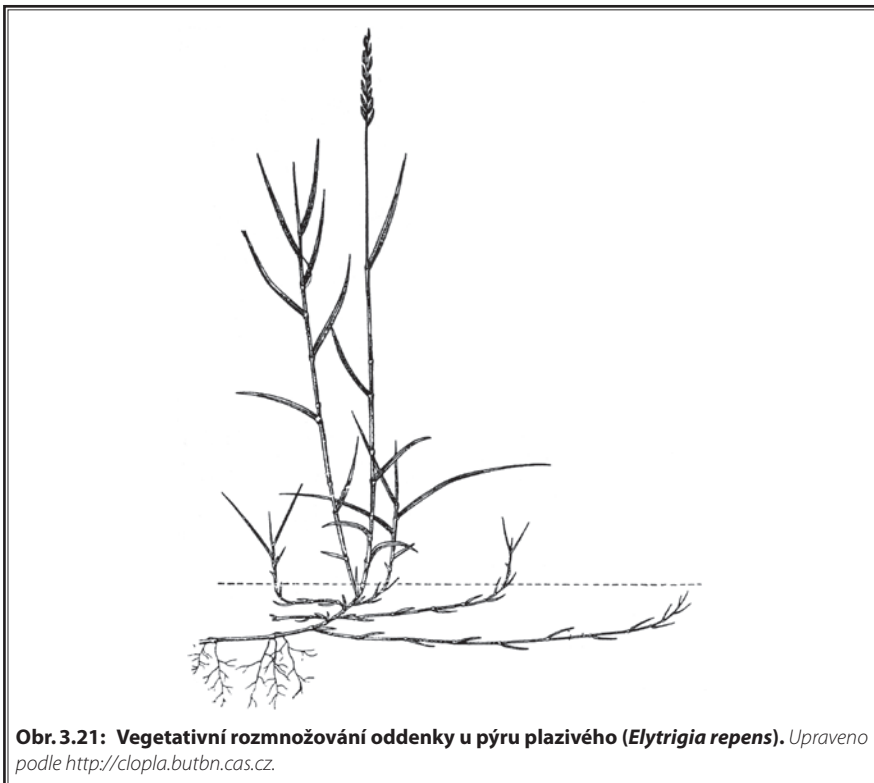 Obr. 3.21: Vegetativní rozmnožování oddenky u pýru plazivého (Elytrigia repens). Upraveno
podle http://clopla.butbn.cas.cz.